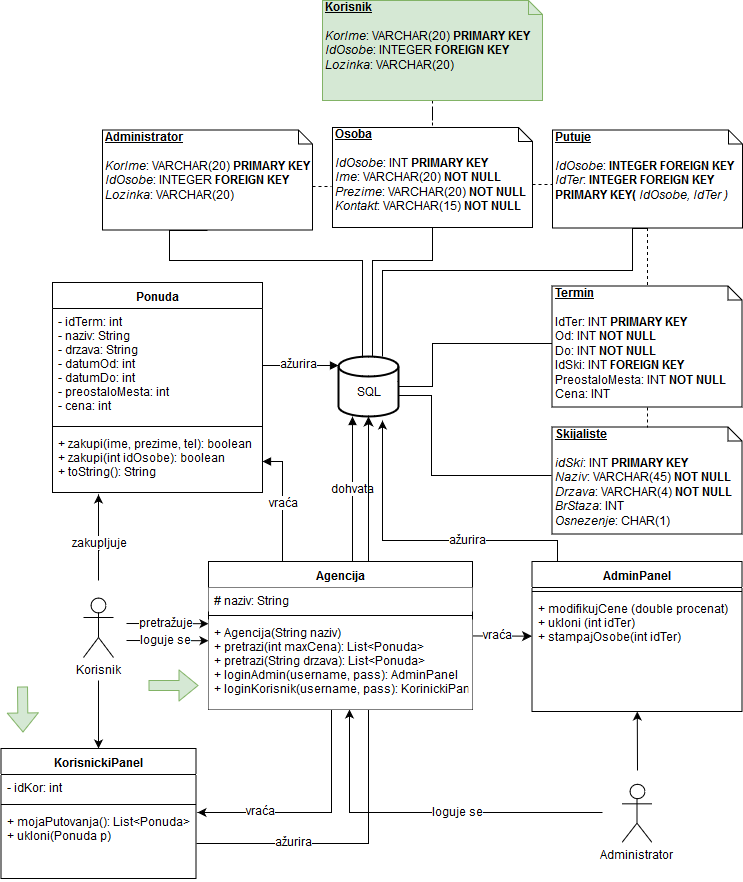 Korisnik
KorIme: VARCHAR(20) PRIMARY KEY
IdOsobe: INTEGER FOREIGN KEY
Lozinka: VARCHAR(20)
Administrator
KorIme: VARCHAR(20) PRIMARY KEY
IdOsobe: INTEGER FOREIGN KEY
Lozinka: VARCHAR(20)
Osoba
IdOsobe: INT PRIMARY KEY
Ime: VARCHAR(20) NOT NULL
Prezime: VARCHAR(20) NOT NULL
Kontakt: VARCHAR(15) NOT NULL
Putuje
IdOsobe: INTEGER FOREIGN KEY
IdTer: INTEGER FOREIGN KEY
PRIMARY KEY( IdOsobe, IdTer )
Ponuda
- idTerm: int
- naziv: String
- drzava: String
- datumOd: int
- datumDo: int
- preostaloMesta: int
- cena: int
+ zakupi(ime, prezime, tel): boolean
+ zakupi(int idOsobe): boolean
+ toString(): String
ažurira
SQL
Termin
IdTer: INT PRIMARY KEY
Od: INT NOT NULL
Do: INT NOT NULL
IdSki: INT FOREIGN KEY
PreostaloMesta: INT NOT NULL
Cena: INT
Skijaliste
idSki: INT PRIMARY KEY
Naziv: VARCHAR(45) NOT NULL
Drzava: VARCHAR(4) NOT NULL
BrStaza: INT
Osnezenje: CHAR(1)
vraća
dohvata
zakupljuje
ažurira
Agencija
# naziv: String
+ Agencija(String naziv)
+ pretrazi(int maxCena): List<Ponuda>
+ pretrazi(String drzava): List<Ponuda>
+ loginAdmin(username, pass): AdminPanel
+ loginKorisnik(username, pass): KorinickiPan
AdminPanel
+ modifikujCene (double procenat)
+ ukloni (int idTer)
+ stampajOsobe(int idTer)
pretražuje
loguje se
vraća
Korisnik
KorisnickiPanel
- idKor: int
+ mojaPutovanja(): List<Ponuda>
+ ukloni(Ponuda p)
vraća
loguje se
ažurira
Administrator